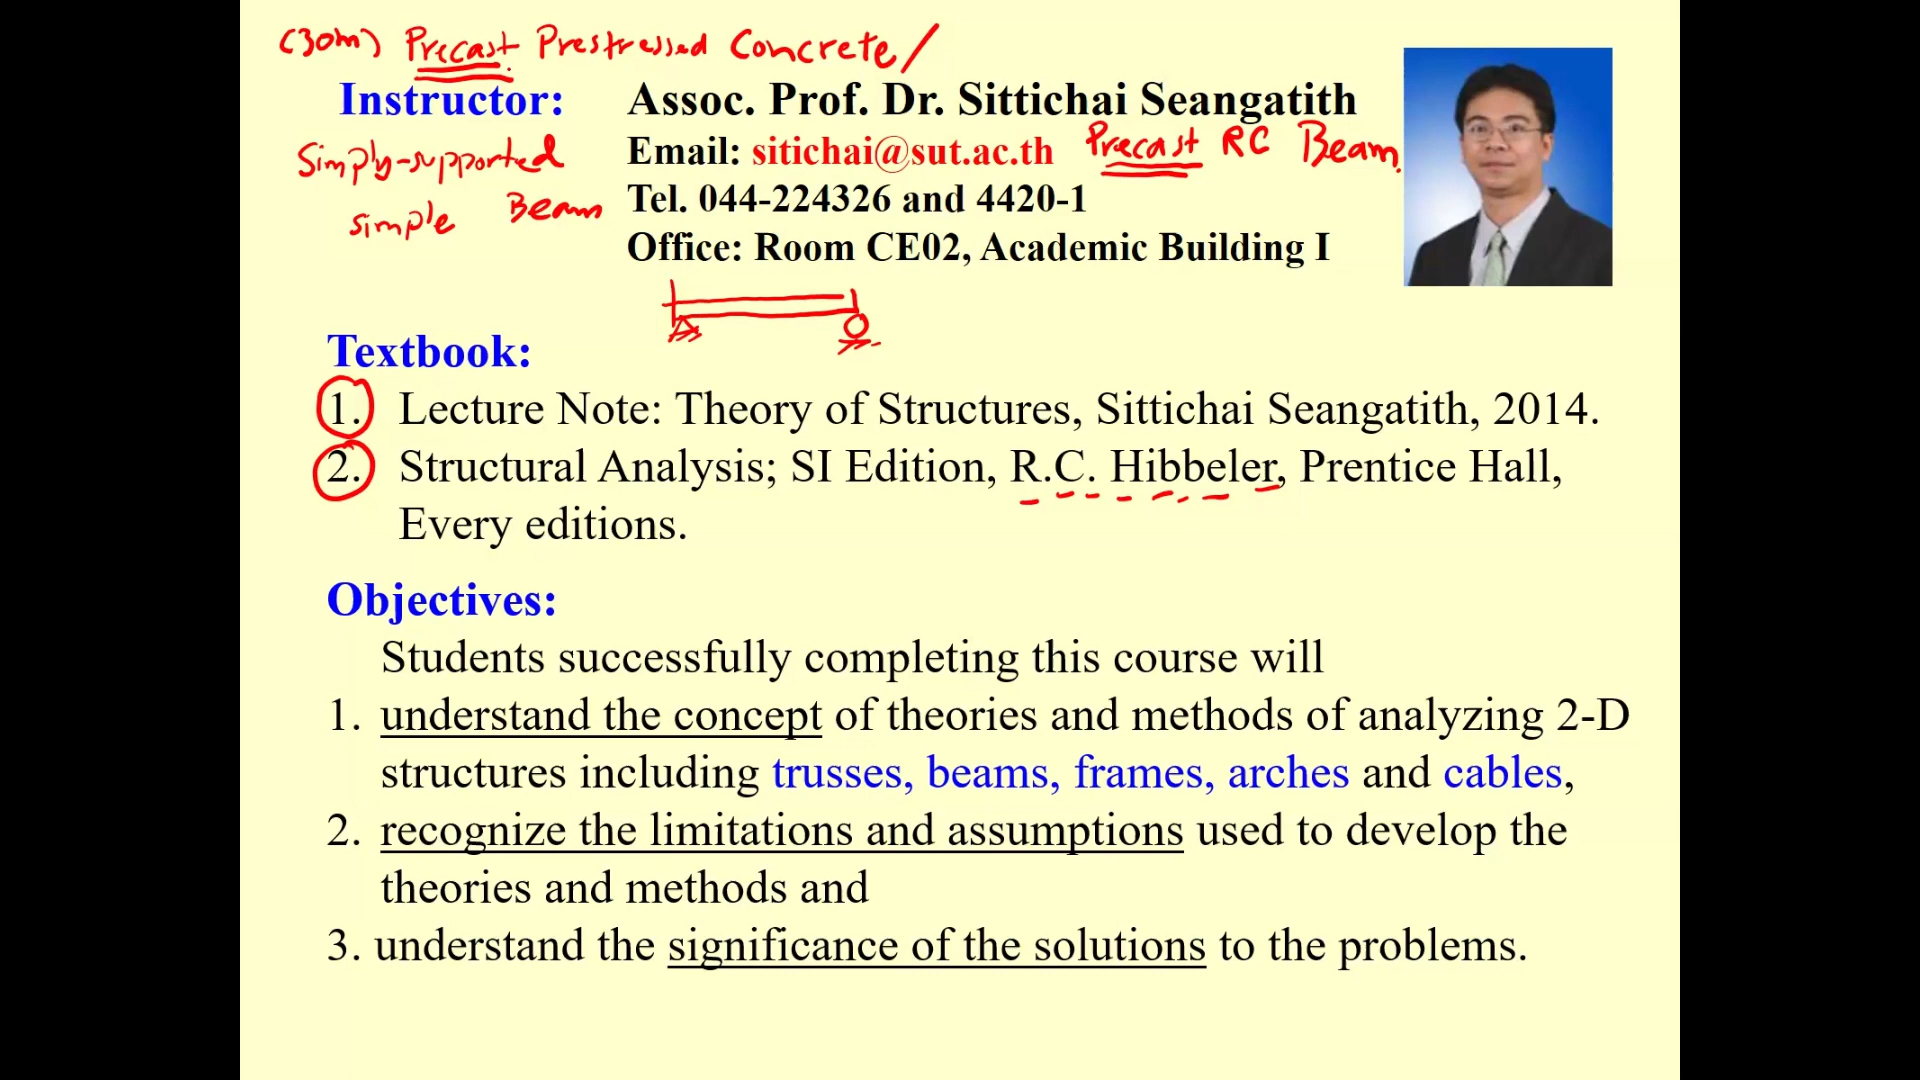 (30m) Precast Prestressed Concrete/
Instructor: Assoc. Prof. Dr. Sittichai Seangatith
Simply-supported
Email: sitichai@sut.ac.th Precast RC Beam
simple Beam
Tel. 044-224326 and 4420-1
Office: Room CE02, Academic Building I
Textbook:
1. Lecture Note: Theory of Structures, Sittichai Seangatith, 2014.
2. Structural Analysis; SI Edition, R.C. Hibbeler, Prentice Hall,
Every editions.
Objectives:
Students successfully completing this course will
1. understand the concept of theories and methods of analyzing 2-D
structures including trusses, beams, frames, arches and cables,
2. recognize the limitations and assumptions used to develop the
theories and methods and
3. understand the significance of the solutions to the problems.